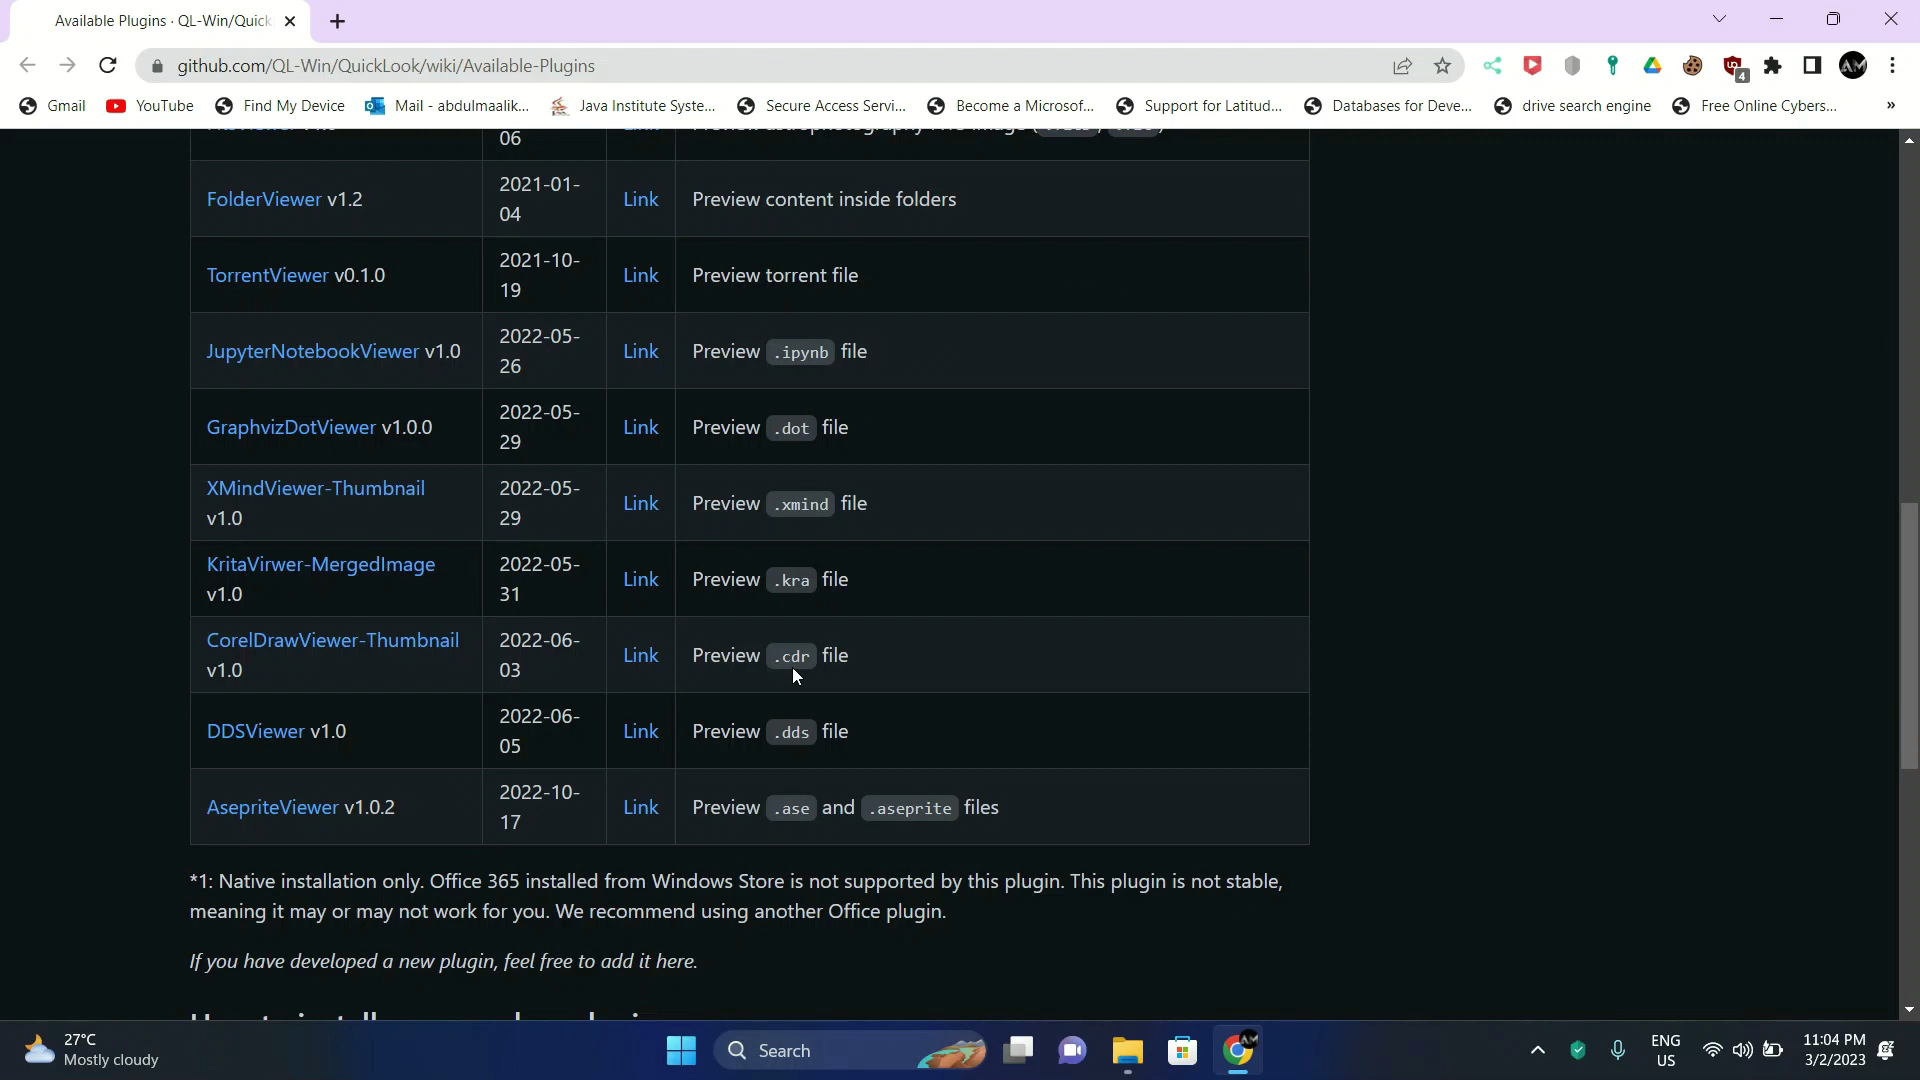 Available Plugins · QL-Win/Quick
github.com/QL-Win/QuickLook/wiki/Available-Plugins
4
AM
Gmail
YouTube
Find My Device
Mail - abdulmaalik...
Java Institute Syste...
Secure Access Servi...
Become a Microsof...
Support for Latitud...
Databases for Deve...
drive search engine
Free Online Cybers...
»
06
FolderViewer v1.2
2021-01-
04
Link
Preview content inside folders
TorrentViewer v0.1.0
2021-10-
19
Link
Preview torrent file
JupyterNotebookViewer v1.0
2022-05-
26
Link
Preview .ipynb file
GraphvizDotViewer v1.0.0
2022-05-
29
Link
Preview .dot file
XMindViewer-Thumbnail
v1.0
2022-05-
29
Link
Preview .xmind file
KritaVirwer-MergedImage
v1.0
2022-05-
31
Link
Preview .kra file
CorelDrawViewer-Thumbnail
v1.0
2022-06-
03
Link
Preview .cdr file
DDSViewer v1.0
2022-06-
05
Link
Preview .dds file
AsepriteViewer v1.0.2
2022-10-
17
Link
Preview .ase and .aseprite files
*1: Native installation only. Office 365 installed from Windows Store is not supported by this plugin. This plugin is not stable,
meaning it may or may not work for you. We recommend using another Office plugin.
If you have developed a new plugin, feel free to add it here.
27°C
Mostly cloudy
Search
AM
ENG
US
11:04 PM
3/2/2023